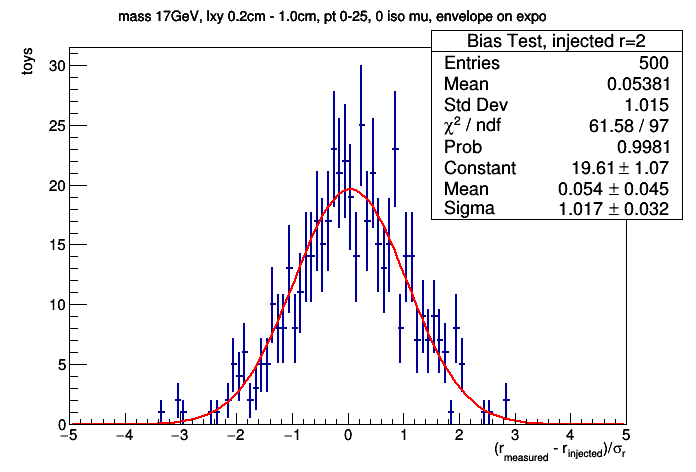 mass 17GeV, lxy 0.2cm - 1.0cm, pt 0-25, 0 iso mu, envelope on expo
Bias Test, injected r=2
Entries 500
Mean 0.05381
Std Dev 1.015
χ² / ndf 61.58 / 97
Prob 0.9981
Constant 19.61 ± 1.07
Mean 0.054 ± 0.045
Sigma 1.017 ± 0.032
toys
30
25
20
15
10
5
0
−5 −4 −3 −2 −1 0 1 2 3 4 5
(r_measured - r_injected)/σ_r